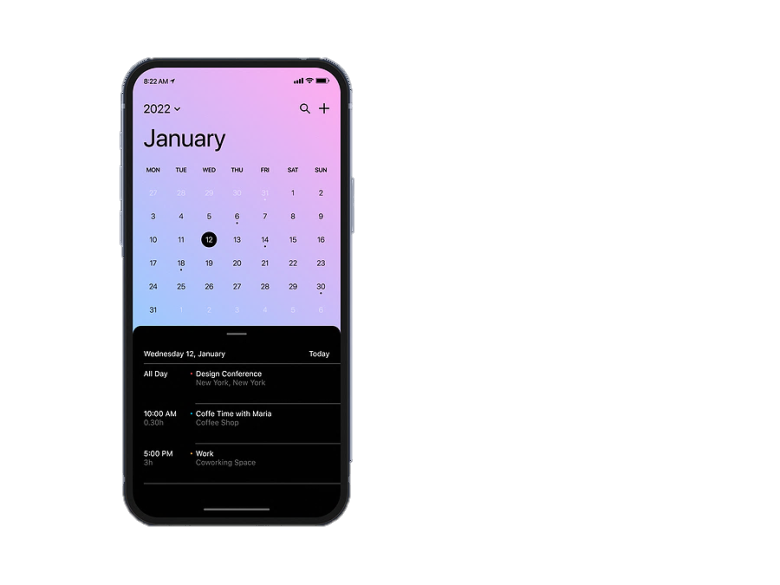 8:22 AM
2022
January
MON TUE WED THU FRI SAT SUN
27 28 29 30 31 1 2
3 4 5 6 7 8 9
10 11 12 13 14 15 16
17 18 19 20 21 22 23
24 25 26 27 28 29 30
31 1 2 3 4 5 6
Wednesday 12, January Today
All Day Design Conference
New York, New York
10:00 AM Coffe Time with Maria
0.30h Coffee Shop
5:00 PM Work
3h Coworking Space